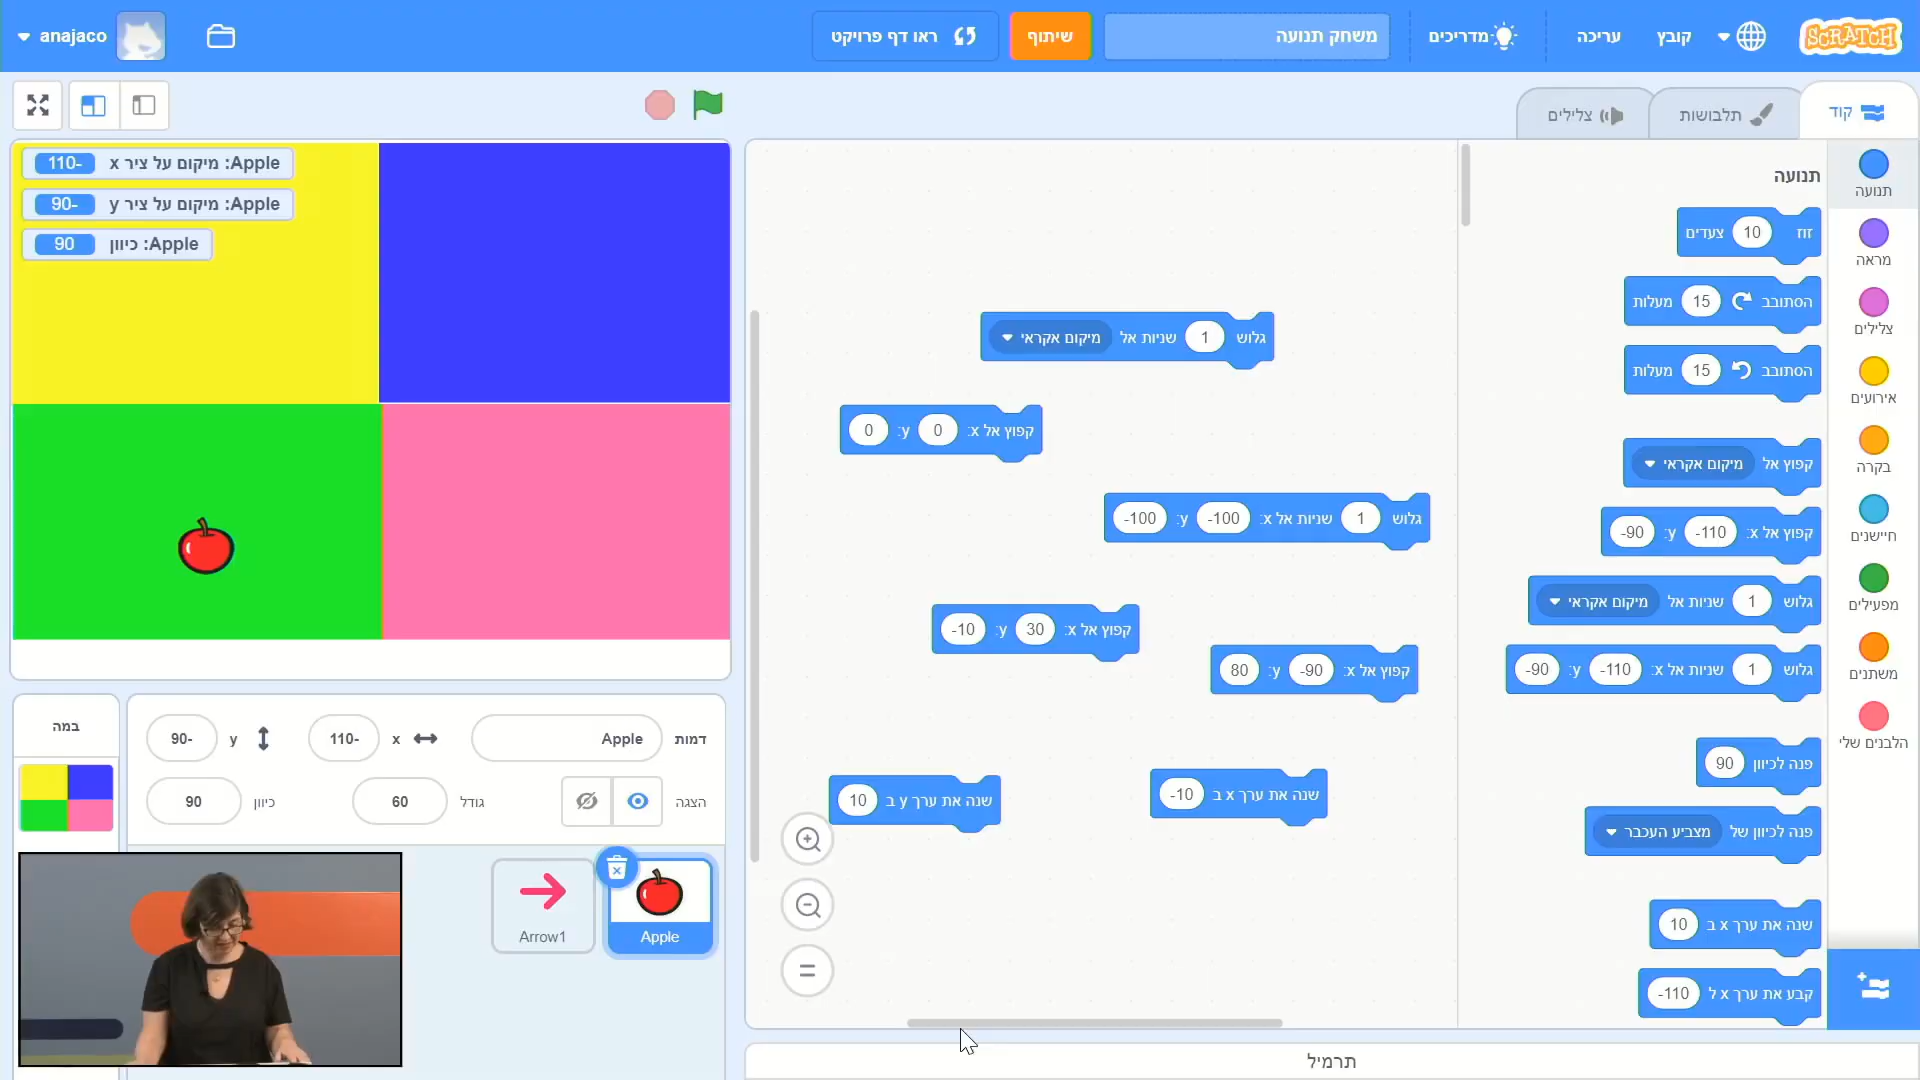 SCRATCH
קובץ
עריכה
מדריכים
משחק תנועה
שיתוף
ראו דף פרויקט
anajaco
קוד
תלבושות
צלילים
תנועה
מראה
צלילים
אירועים
בקרה
חיישנים
מפעילים
משתנים
הלבנים שלי
תנועה
זוז 10 צעדים
הסתובב 15 מעלות
הסתובב 15 מעלות
קפוץ אל מיקום אקראי
קפוץ אל x: -110 y: -90
גלוש 1 שניות אל מיקום אקראי
גלוש 1 שניות אל x: -110 y: -90
פנה לכיוון 90
פנה לכיוון של מצביע העכבר
שנה את ערך x ב 10
קבע את ערך x ל -110
גלוש 1 שניות אל מיקום אקראי
קפוץ אל x: 0 y: 0
גלוש 1 שניות אל x: -100 y: -100
קפוץ אל x: 30 y: -10
קפוץ אל x: -90 y: 80
שנה את ערך x ב -10
שנה את ערך y ב 10
תרמיל
Apple: מיקום על ציר x 110-
Apple: מיקום על ציר y 90-
Apple: כיוון 90
דמות Apple x 110- y 90-
הצגה גודל 60 כיוון 90
במה
Apple
Arrow1